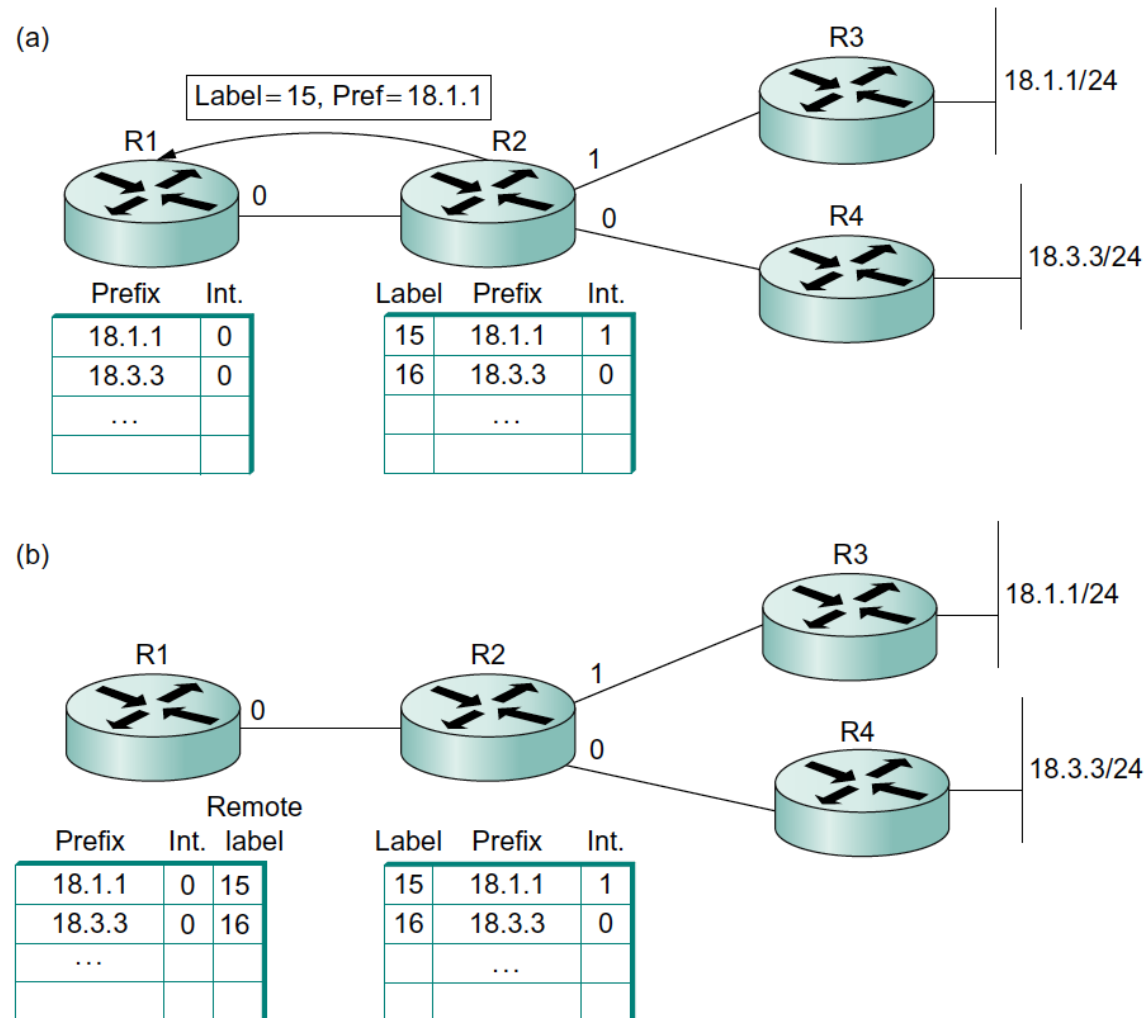 (a)
R3
18.1.1/24
Label=15, Pref=18.1.1
R1
R2
1
0
0
R4
18.3.3/24
Prefix Int.
18.1.1 0
18.3.3 0
...
Label Prefix Int.
15 18.1.1 1
16 18.3.3 0
...
(b)
R3
18.1.1/24
R1
R2
1
0
0
R4
18.3.3/24
Remote
Prefix Int. label
18.1.1 0 15
18.3.3 0 16
...
Label Prefix Int.
15 18.1.1 1
16 18.3.3 0
...